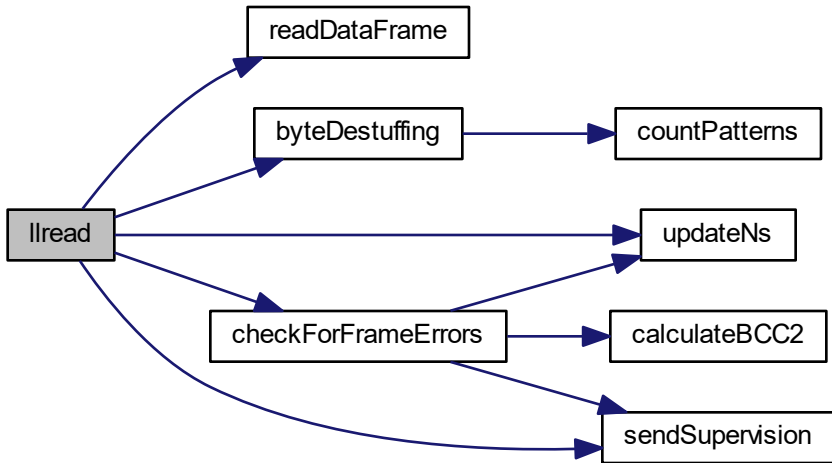 readDataFrame
byteDestuffing
countPatterns
llread
updateNs
checkForFrameErrors
calculateBCC2
sendSupervision